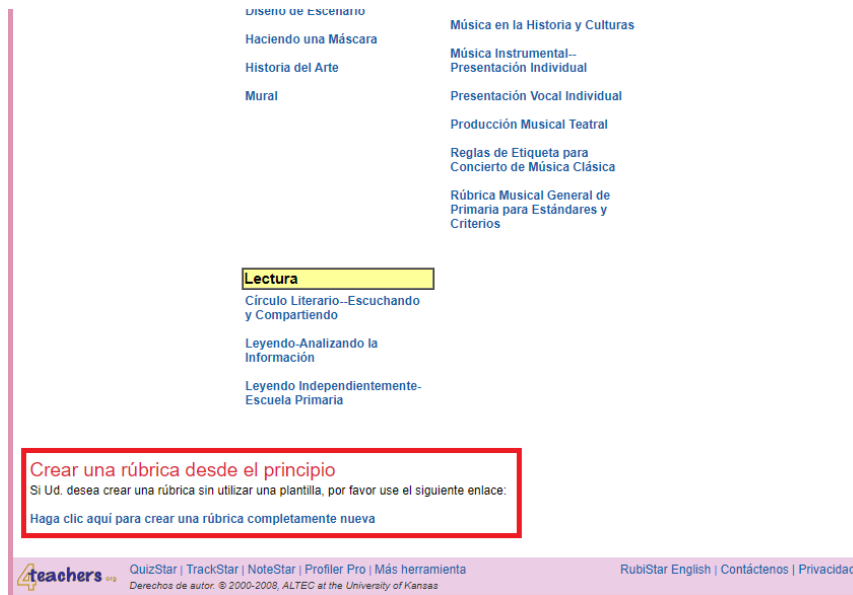 Diseño de Escenario
Haciendo una Máscara
Historia del Arte
Mural
Música en la Historia y Culturas
Música Instrumental--
Presentación Individual
Presentación Vocal Individual
Producción Musical Teatral
Reglas de Etiqueta para
Concierto de Música Clásica
Rúbrica Musical General de
Primaria para Estándares y
Criterios
Lectura
Círculo Literario--Escuchando
y Compartiendo
Leyendo-Analizando la
Información
Leyendo Independientemente-
Escuela Primaria
Crear una rúbrica desde el principio
Si Ud. desea crear una rúbrica sin utilizar una plantilla, por favor use el siguiente enlace:
Haga clic aquí para crear una rúbrica completamente nueva
4teachers.org
QuizStar | TrackStar | NoteStar | Profiler Pro | Más herramienta
Derechos de autor. © 2000-2008, ALTEC at the University of Kansas
RubiStar English | Contáctenos | Privacidad